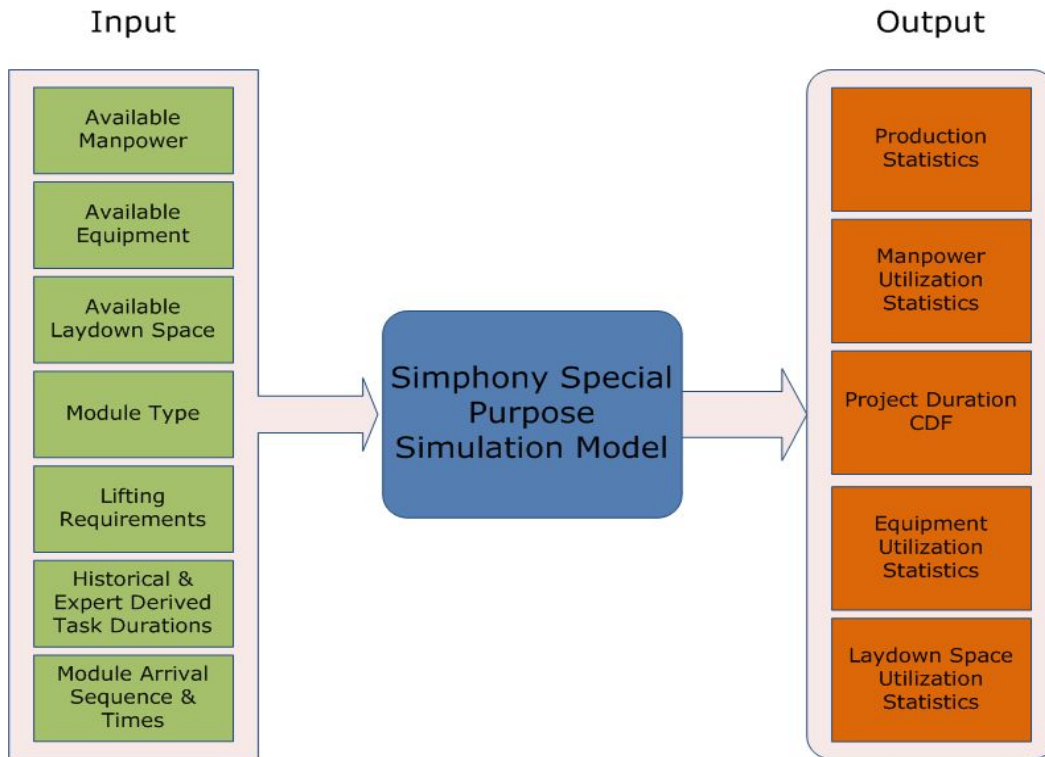 Input
Available
Manpower
Available
Equipment
Available
Laydown Space
Module Type
Lifting
Requirements
Historical &
Expert Derived
Task Durations
Module Arrival
Sequence &
Times
Simphony Special
Purpose
Simulation Model
Output
Production
Statistics
Manpower
Utilization
Statistics
Project Duration
CDF
Equipment
Utilization
Statistics
Laydown Space
Utilization
Statistics